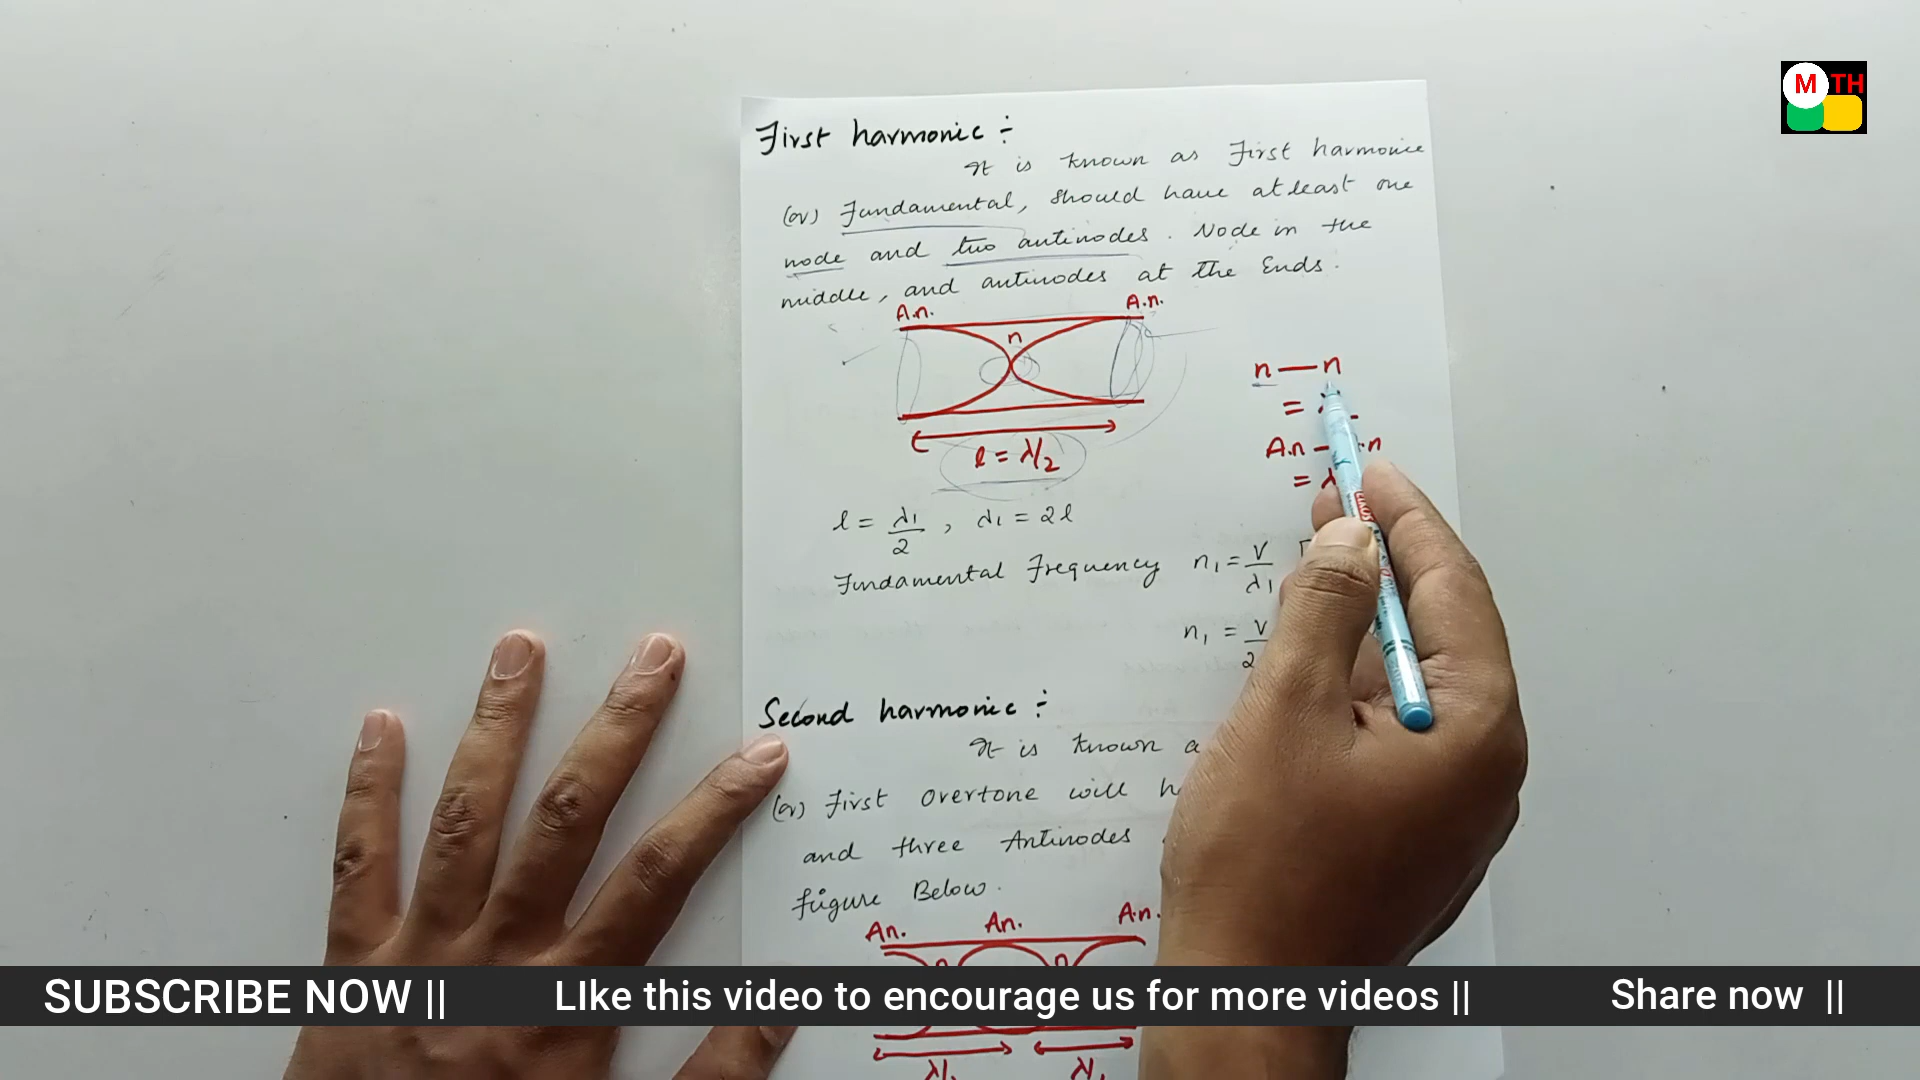 First harmonic ÷
It is known as First harmonic
(or) Fundamental, should have atleast one
node and two antinodes. Node in the
middle, and antinodes at the Ends.
A.n. A.n.
n
n — n
=
A.n — n
= λ
l = λ/2
l = λ1/2 , λ1 = 2l
Fundamental Frequency n1 = V/λ1
n1 = V/2
Second harmonic ÷
It is known a
(or) First Overtone will h
and three Antinodes
figure Below.
An. An. A.n.
n n
λ/ λ/
M TH
SUBSCRIBE NOW || LIke this video to encourage us for more videos || Share now ||